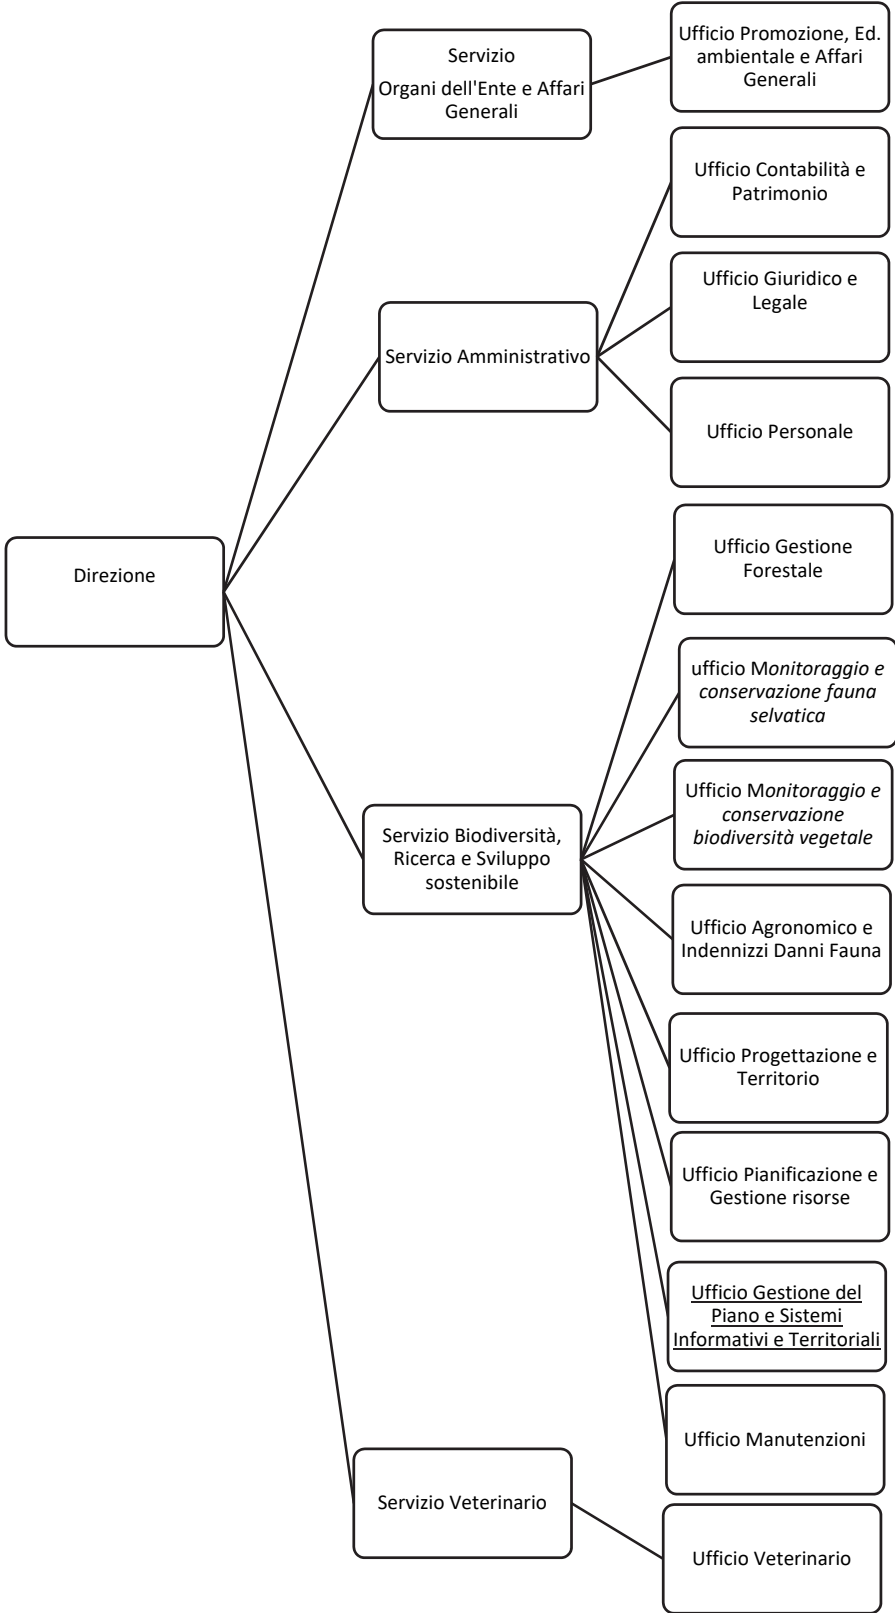 Direzione
Servizio
Organi dell'Ente e Affari
Generali
Ufficio Promozione, Ed.
ambientale e Affari
Generali
Servizio Amministrativo
Ufficio Contabilità e
Patrimonio
Ufficio Giuridico e
Legale
Ufficio Personale
Servizio Biodiversità,
Ricerca e Sviluppo
sostenibile
Ufficio Gestione
Forestale
ufficio Monitoraggio e
conservazione fauna
selvatica
Ufficio Monitoraggio e
conservazione
biodiversità vegetale
Ufficio Agronomico e
Indennizzi Danni Fauna
Ufficio Progettazione e
Territorio
Ufficio Pianificazione e
Gestione risorse
Ufficio Gestione del
Piano e Sistemi
Informativi e Territoriali
Ufficio Manutenzioni
Servizio Veterinario
Ufficio Veterinario